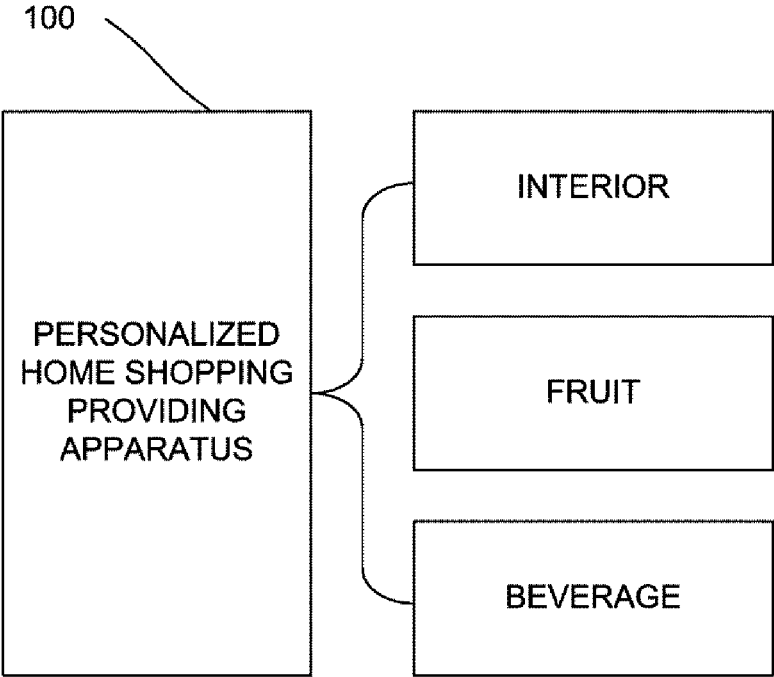 100
PERSONALIZED
HOME SHOPPING
PROVIDING
APPARATUS
INTERIOR
FRUIT
BEVERAGE